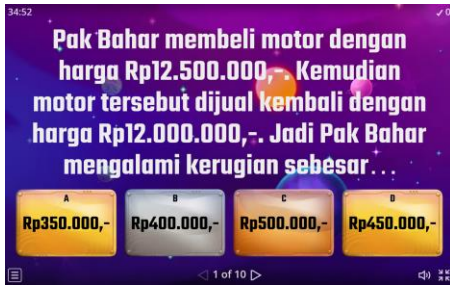 34:52
✓0
Pak Bahar membeli motor dengan
harga Rp12.500.000,-. Kemudian
motor tersebut dijual kembali dengan
harga Rp12.000.000,-. Jadi Pak Bahar
mengalami kerugian sebesar...
A
B
C
D
Rp350.000,-
Rp400.000,-
Rp500.000,-
Rp450.000,-
1 of 10